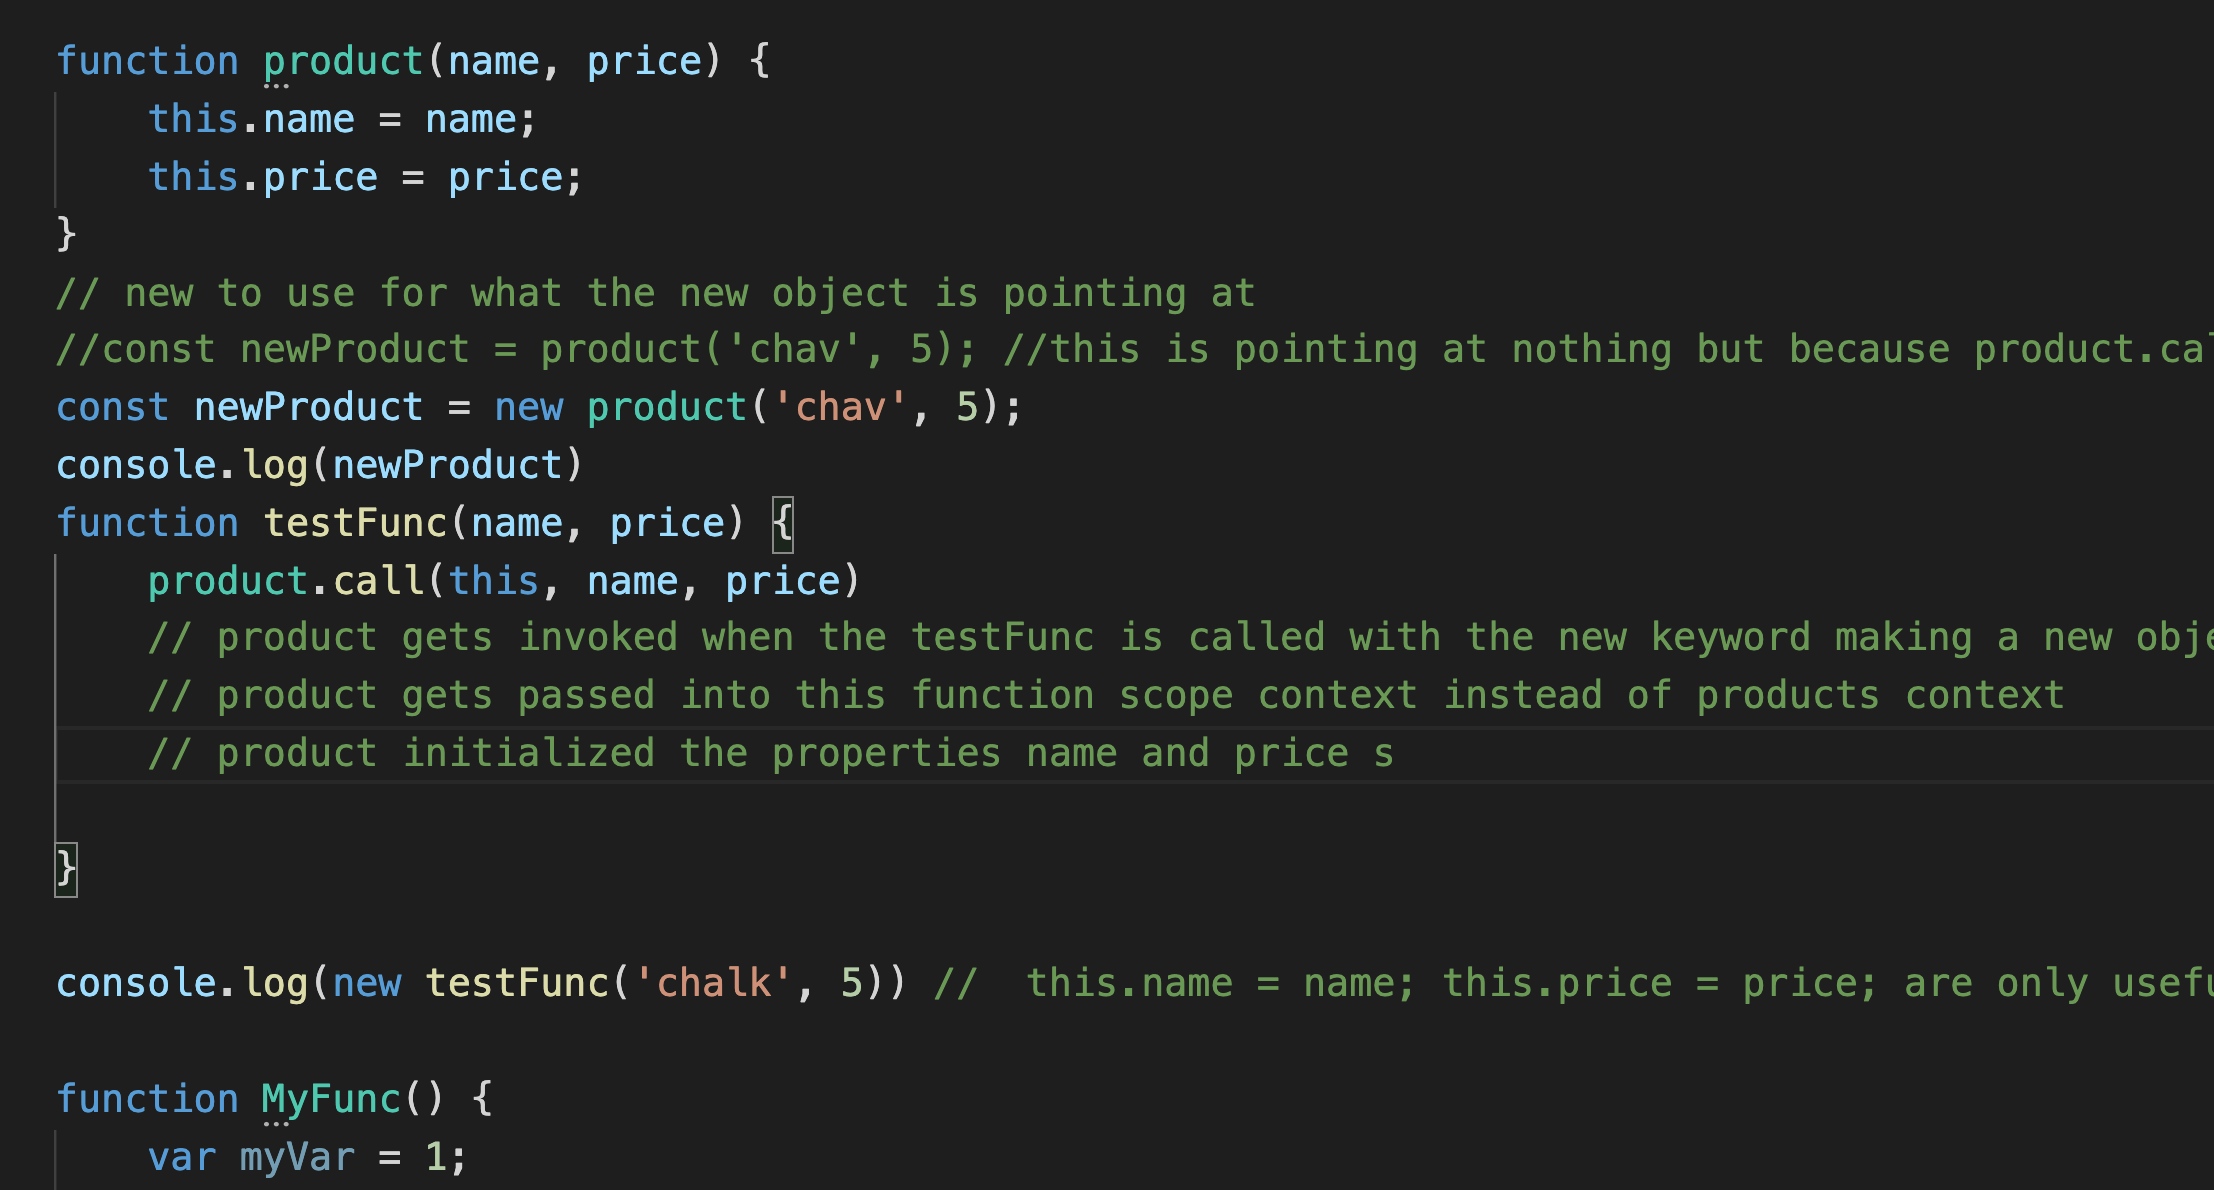 function product(name, price) {
    this.name = name;
    this.price = price;
}
// new to use for what the new object is pointing at
//const newProduct = product('chav', 5); //this is pointing at nothing but because product.cal
const newProduct = new product('chav', 5);
console.log(newProduct)
function testFunc(name, price) {
    product.call(this, name, price)
    // product gets invoked when the testFunc is called with the new keyword making a new obje
    // product gets passed into this function scope context instead of products context
    // product initialized the properties name and price s
}
console.log(new testFunc('chalk', 5)) //  this.name = name; this.price = price; are only usefu
function MyFunc() {
    var myVar = 1;